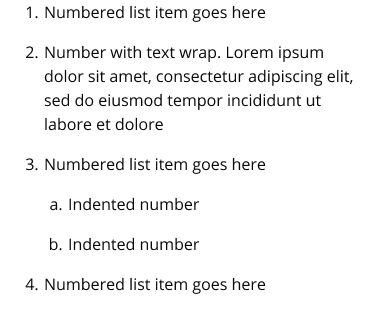 1. Numbered list item goes here
2. Number with text wrap. Lorem ipsum
dolor sit amet, consectetur adipiscing elit,
sed do eiusmod tempor incididunt ut
labore et dolore
3. Numbered list item goes here
a. Indented number
b. Indented number
4. Numbered list item goes here